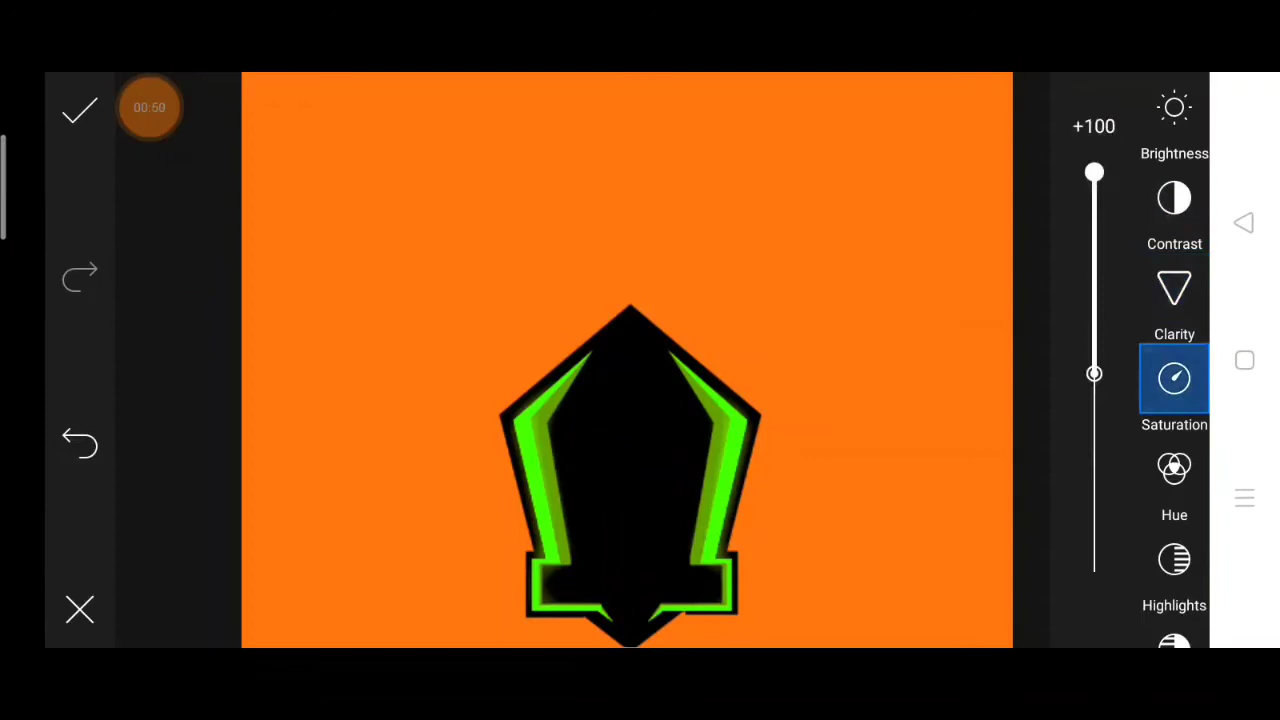 00:50
+100
Brightness
Contrast
Clarity
Saturation
Hue
Highlights